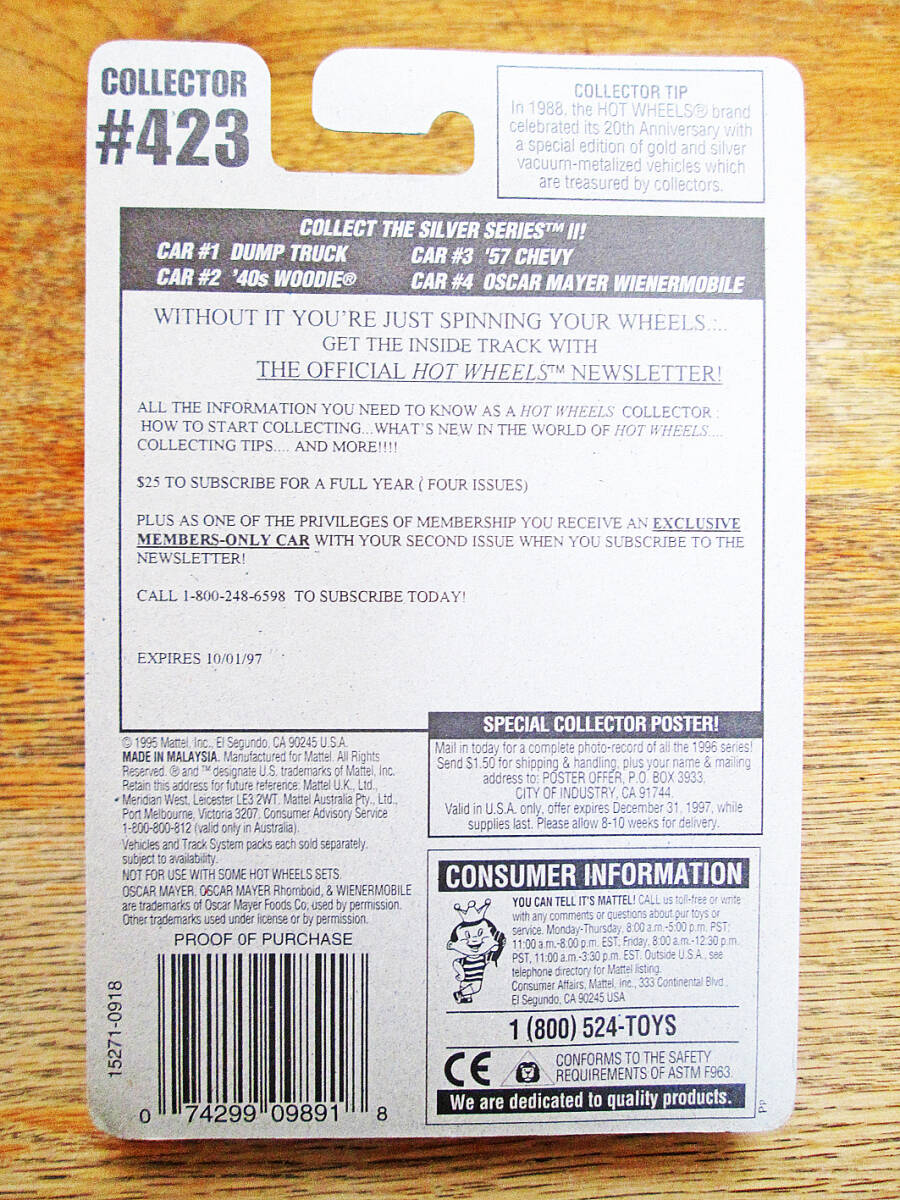 COLLECTOR
#423
COLLECTOR TIP
In 1988, the HOT WHEELS® brand
celebrated its 20th Anniversary with
a special edition of gold and silver
vacuum-metalized vehicles which
are treasured by collectors.
COLLECT THE SILVER SERIES™ II!
CAR #1 DUMP TRUCK
CAR #2 '40s WOODIE®
CAR #3 '57 CHEVY
CAR #4 OSCAR MAYER WIENERMOBILE
WITHOUT IT YOU'RE JUST SPINNING YOUR WHEELS....
GET THE INSIDE TRACK WITH
THE OFFICIAL HOT WHEELS™ NEWSLETTER!
ALL THE INFORMATION YOU NEED TO KNOW AS A HOT WHEELS COLLECTOR :
HOW TO START COLLECTING...WHAT'S NEW IN THE WORLD OF HOT WHEELS....
COLLECTING TIPS.... AND MORE!!!!
$25 TO SUBSCRIBE FOR A FULL YEAR ( FOUR ISSUES)
PLUS AS ONE OF THE PRIVILEGES OF MEMBERSHIP YOU RECEIVE AN EXCLUSIVE
MEMBERS-ONLY CAR WITH YOUR SECOND ISSUE WHEN YOU SUBSCRIBE TO THE
NEWSLETTER!
CALL 1-800-248-6598 TO SUBSCRIBE TODAY!
EXPIRES 10/01/97
© 1995 Mattel, Inc., El Segundo, CA 90245 U.S.A.
MADE IN MALAYSIA. Manufactured for Mattel. All Rights
Reserved. ® and ™ designate U.S. trademarks of Mattel, Inc.
Retain this address for future reference: Mattel U.K., Ltd.,
Meridian West, Leicester LE3 2WT. Mattel Australia Pty., Ltd.,
Port Melbourne, Victoria 3207. Consumer Advisory Service
1-800-800-812 (valid only in Australia).
Vehicles and Track System packs each sold separately,
subject to availability.
NOT FOR USE WITH SOME HOT WHEELS SETS.
OSCAR MAYER, OSCAR MAYER Rhomboid, & WIENERMOBILE
are trademarks of Oscar Mayer Foods Co; used by permission.
Other trademarks used under license or by permission.
PROOF OF PURCHASE
15271-0918
0 74299 09891 8
SPECIAL COLLECTOR POSTER!
Mail in today for a complete photo-record of all the 1996 series!
Send $1.50 for shipping & handling, plus your name & mailing
address to: POSTER OFFER, P.O. BOX 3933,
CITY OF INDUSTRY, CA 91744.
Valid in U.S.A. only, offer expires December 31, 1997, while
supplies last. Please allow 8-10 weeks for delivery.
CONSUMER INFORMATION
YOU CAN TELL IT'S MATTEL! CALL us toll-free or write
with any comments or questions about our toys or
service. Monday-Thursday, 8:00 a.m.-5:00 p.m. PST;
11:00 a.m.-8:00 p.m. EST; Friday, 8:00 a.m.-12:30 p.m.
PST, 11:00 a.m.-3:30 p.m. EST. Outside U.S.A., see
telephone directory for Mattel listing.
Consumer Affairs, Mattel, Inc., 333 Continental Blvd.,
El Segundo, CA 90245 USA
1 (800) 524-TOYS
CE
CONFORMS TO THE SAFETY
REQUIREMENTS OF ASTM F963.
We are dedicated to quality products.
Pp